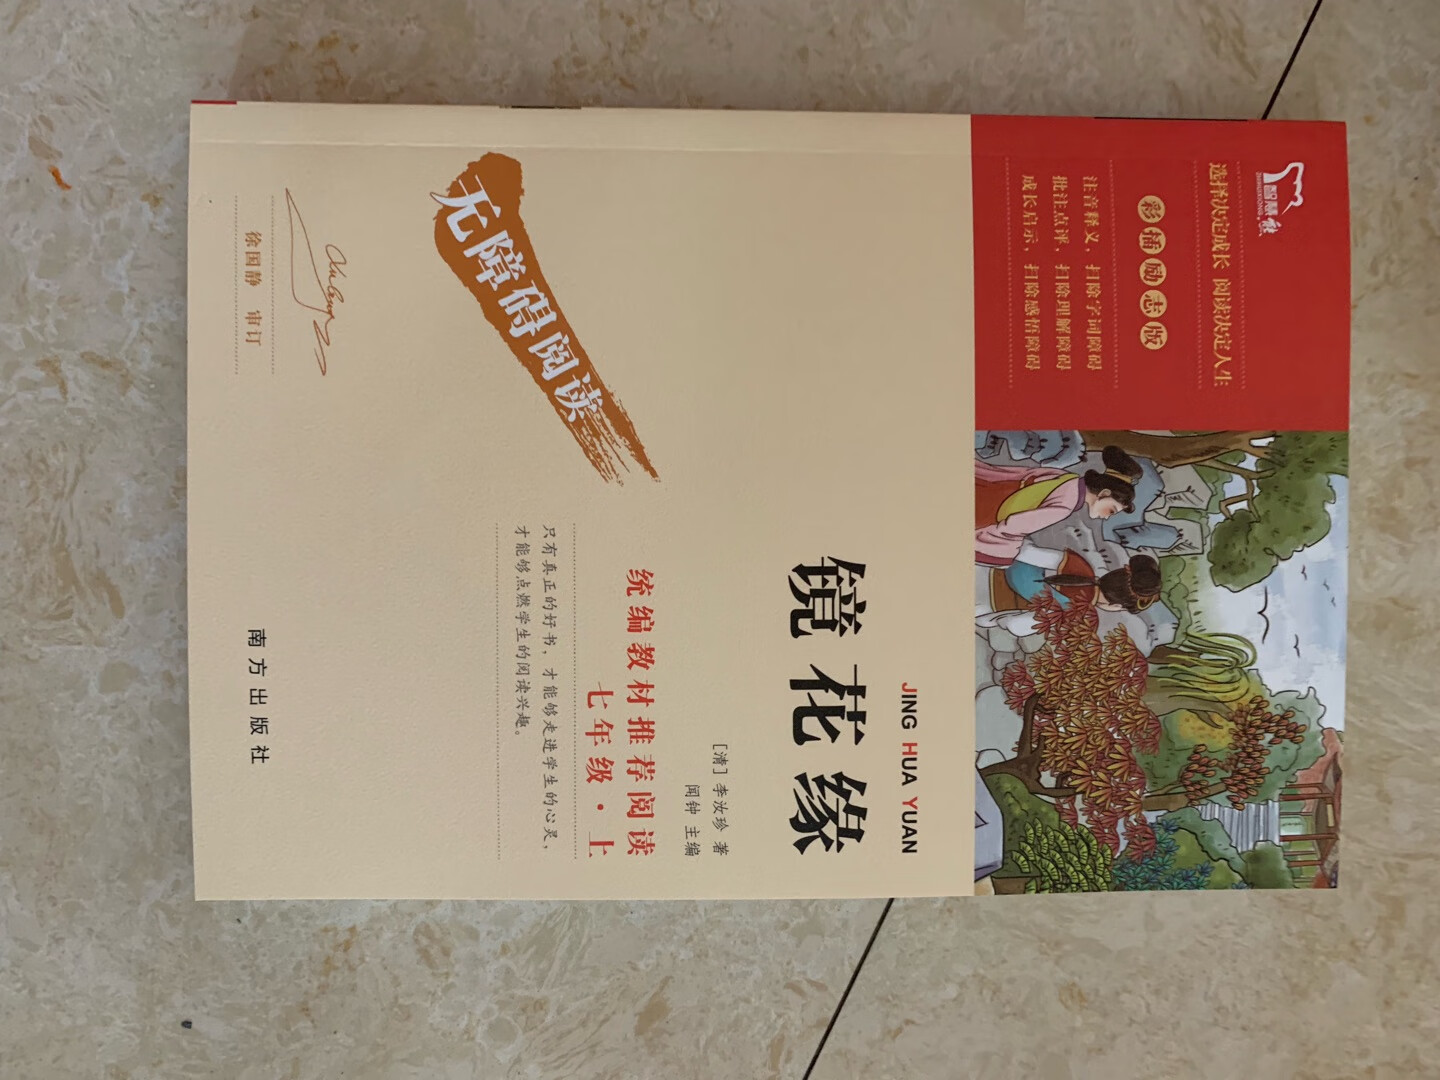 智慧熊
ZHIHUIXIONG
选择决定成长 阅读决定人生
彩插励志版
注音释义，扫除字词障碍
批注点评，扫除理解障碍
成长启示，扫除感悟障碍
JING HUA YUAN
镜花缘
[清] 李汝珍 著
闻钟 主编
统编教材推荐阅读
七年级·上
只有真正的好书，才能够走进学生的心灵，
才能够点燃学生的阅读兴趣。
无障碍阅读
徐国静 审订
南方出版社